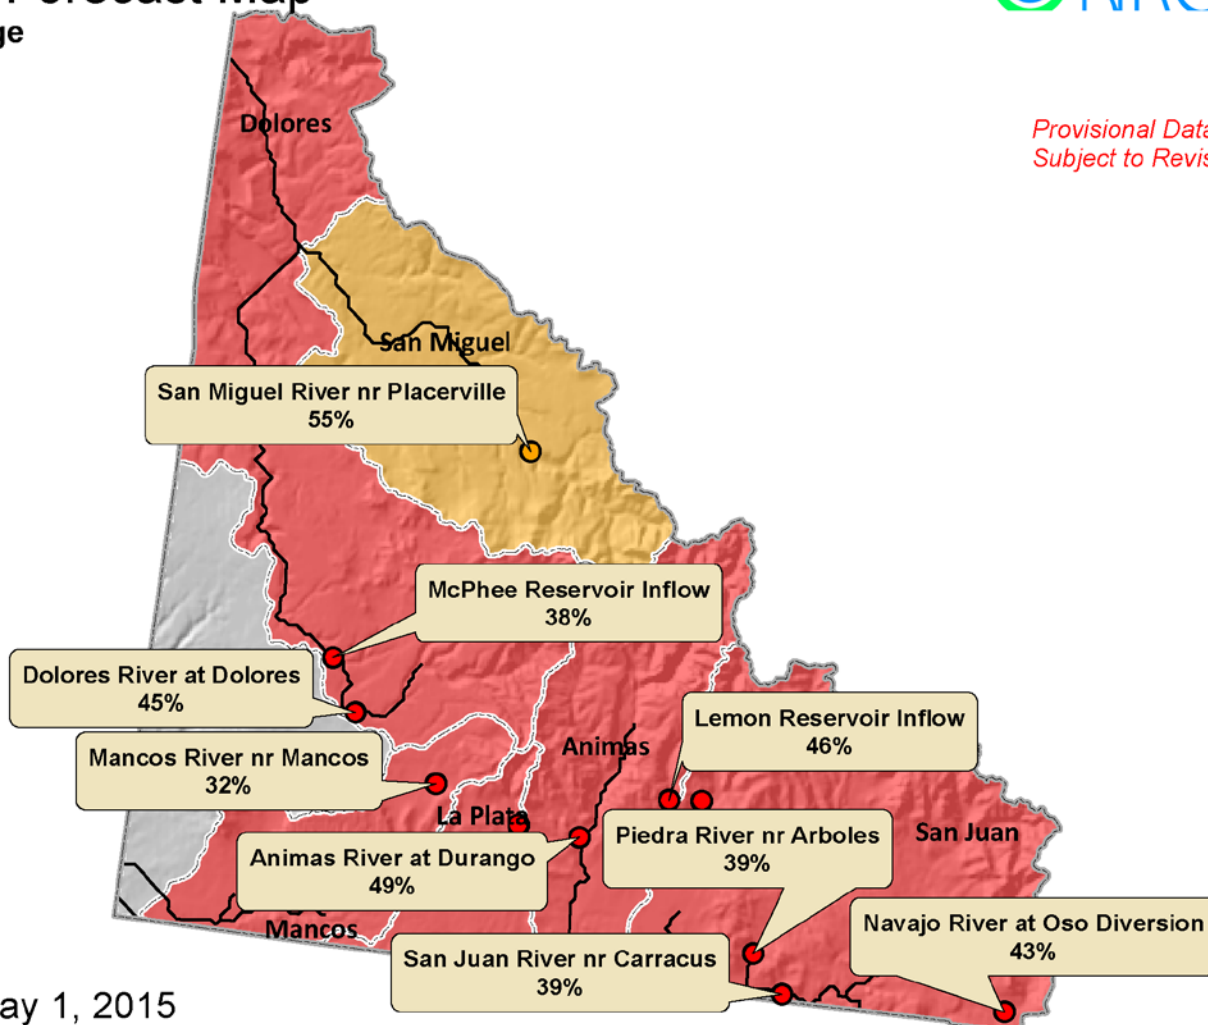 Forecast Map
Provisional Data
Dolores
Subject to
San Miguel
San Miguel River nr Placerville
55%
McPhee Reservoir Inflow
38%
Dolores River at Dolores
45%
Lemon Reservoir Inflow
46%
Animas
Mancos River nr Mancos
32%
La Plata
Piedra River nr Arboles
39%
San Juan
Animas River at Durango
49%
Navajo River at Oso Diversion
43%
Mancos
San Juan River nr Carracus
39%
1, 2015